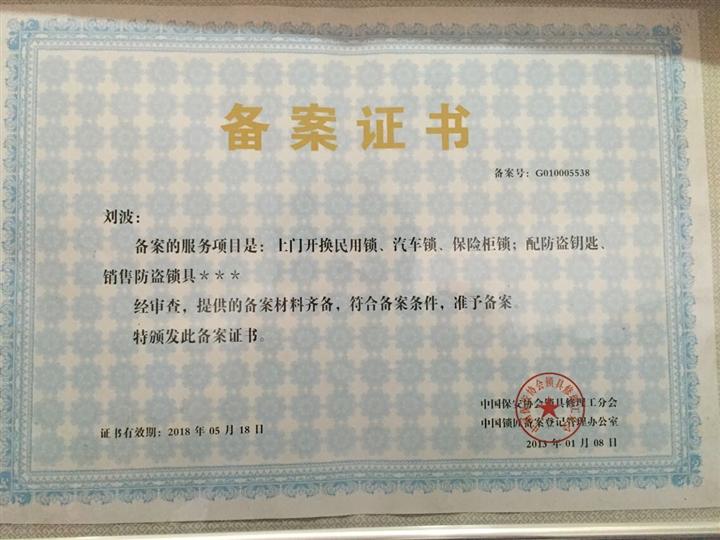 备案证书
备案号：G010005538
刘波：
备案的服务项目是：上门开换民用锁、汽车锁、保险柜锁；配防盗钥匙、
销售防盗锁具＊＊＊
经审查，提供的备案材料齐备，符合备案条件，准予备案。
特颁发此备案证书。
中国保安协会锁具修理工分会
中国锁匠备案登记管理办公室
证书有效期：2018 年 05 月 18 日
2013 年 01 月 08 日